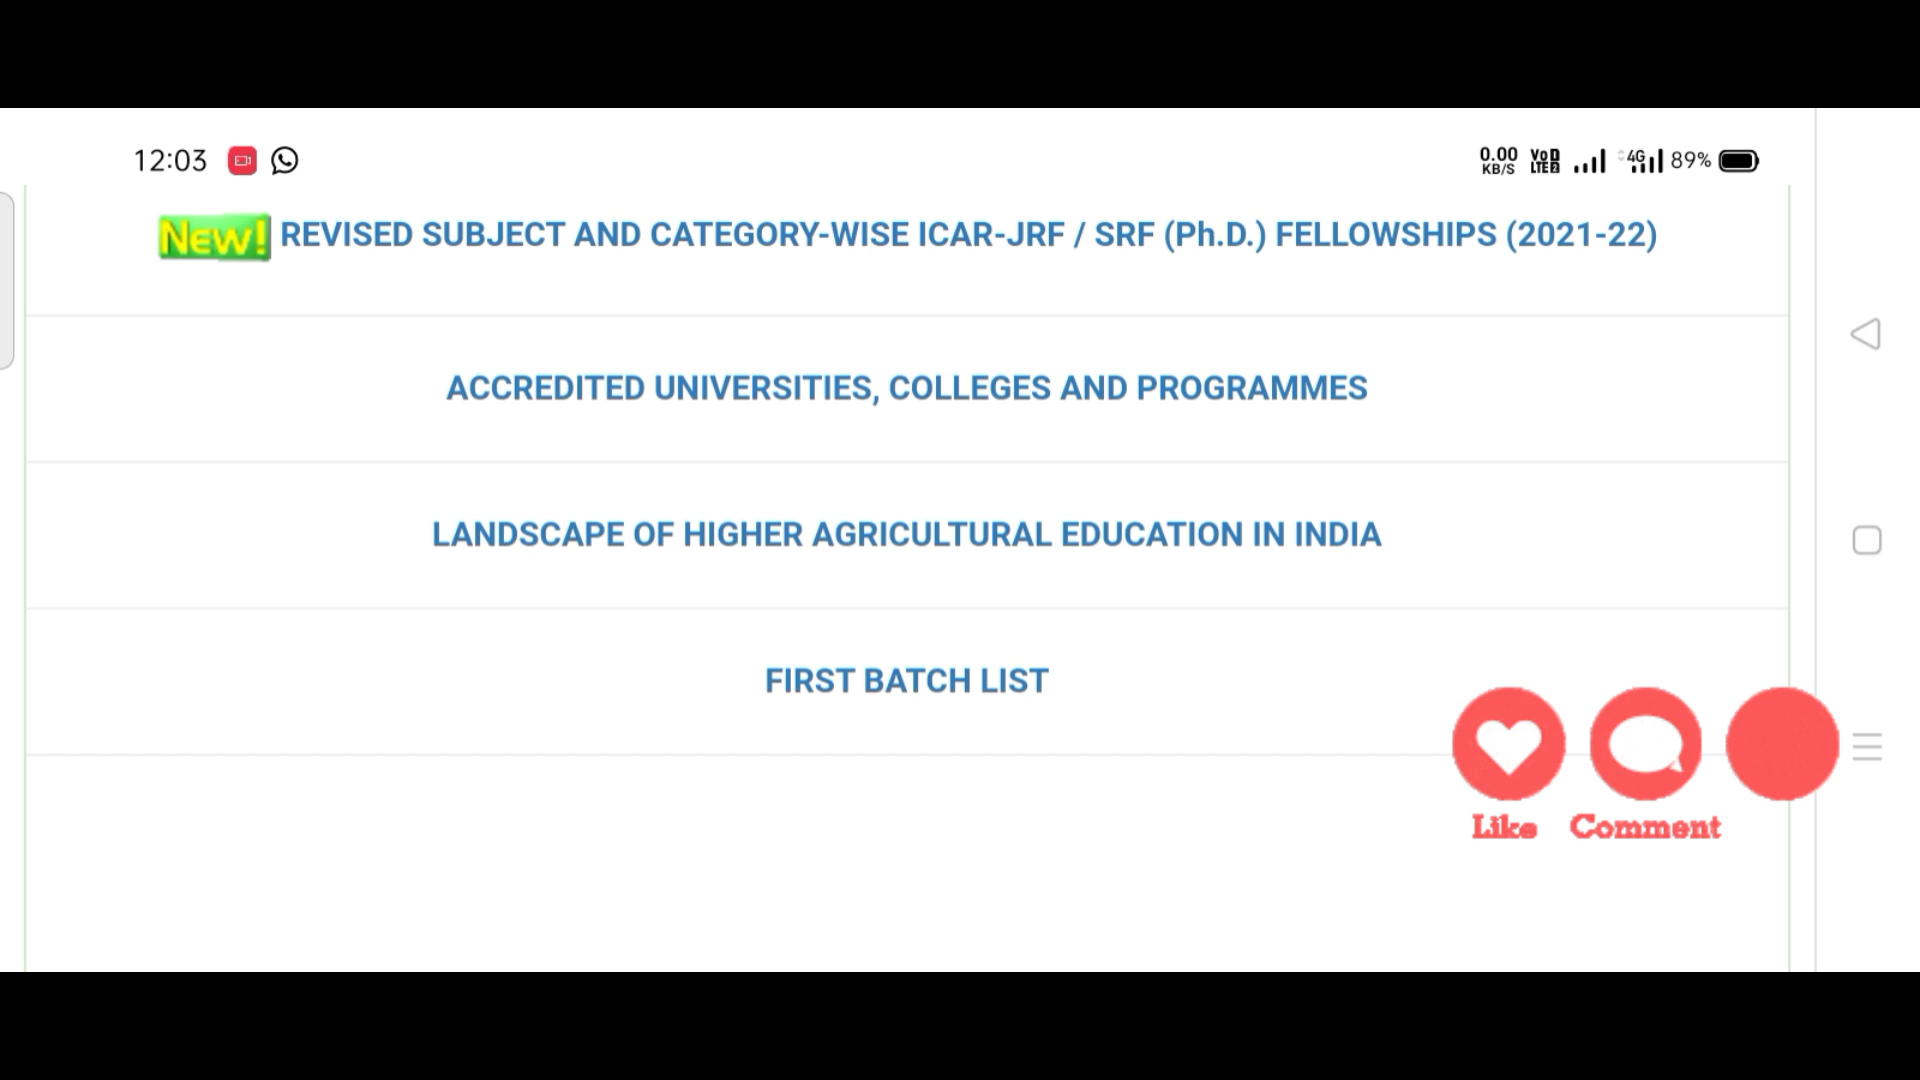 12:03
0.00 KB/S VoD LTE2 4G 89%
New! REVISED SUBJECT AND CATEGORY-WISE ICAR-JRF / SRF (Ph.D.) FELLOWSHIPS (2021-22)
ACCREDITED UNIVERSITIES, COLLEGES AND PROGRAMMES
LANDSCAPE OF HIGHER AGRICULTURAL EDUCATION IN INDIA
FIRST BATCH LIST
Like Comment